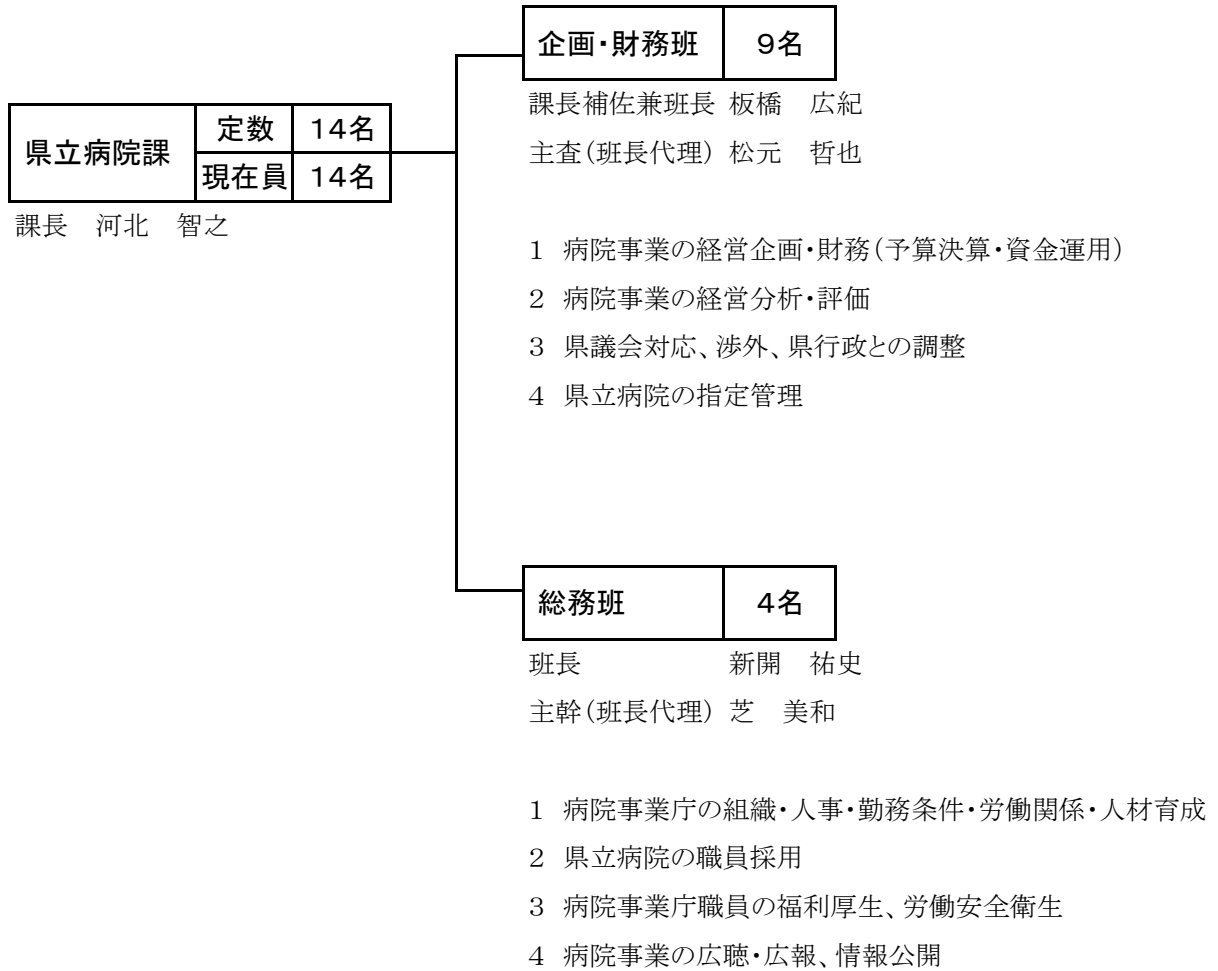 県立病院課 定数 14名
現在員 14名
課長 河北 智之
企画・財務班 9名
課長補佐兼班長 板橋 広紀
主査(班長代理) 松元 哲也
1 病院事業の経営企画・財務(予算決算・資金運用)
2 病院事業の経営分析・評価
3 県議会対応、渉外、県行政との調整
4 県立病院の指定管理
総務班 4名
班長 新開 祐史
主幹(班長代理) 芝 美和
1 病院事業庁の組織・人事・勤務条件・労働関係・人材育成
2 県立病院の職員採用
3 病院事業庁職員の福利厚生、労働安全衛生
4 病院事業の広聴・広報、情報公開